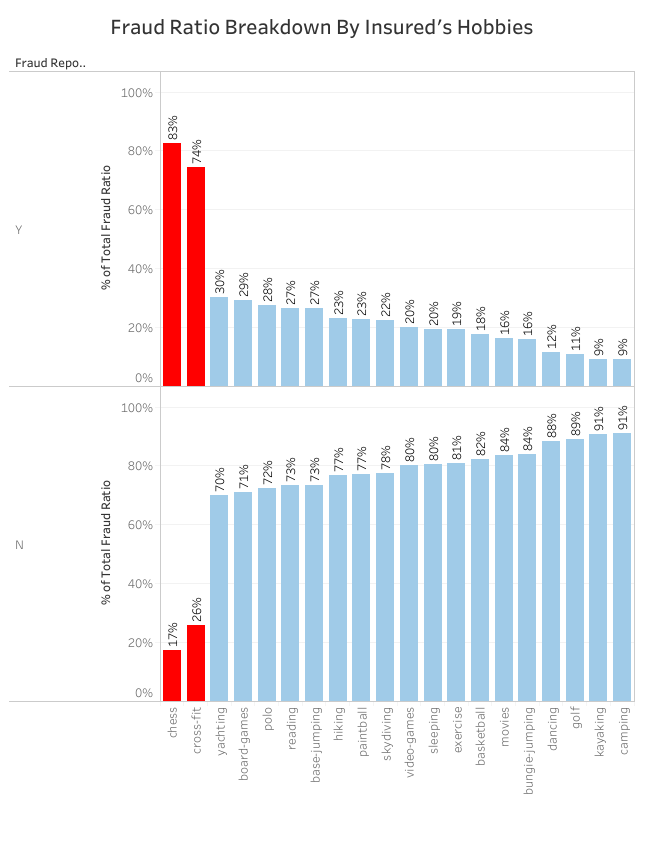 Fraud Ratio Breakdown By Insured's Hobbies
Fraud Repo..
Y
% of Total Fraud Ratio
100%
80%
60%
40%
20%
0%
83%
74%
30%
29%
28%
27%
27%
23%
23%
22%
20%
20%
19%
18%
16%
16%
12%
11%
9%
9%
N
% of Total Fraud Ratio
100%
80%
60%
40%
20%
0%
17%
26%
70%
71%
72%
73%
73%
77%
77%
78%
80%
80%
81%
82%
84%
84%
88%
89%
91%
91%
chess
cross-fit
yachting
board-games
polo
reading
base-jumping
hiking
paintball
skydiving
video-games
sleeping
exercise
basketball
movies
bungie-jumping
dancing
golf
kayaking
camping